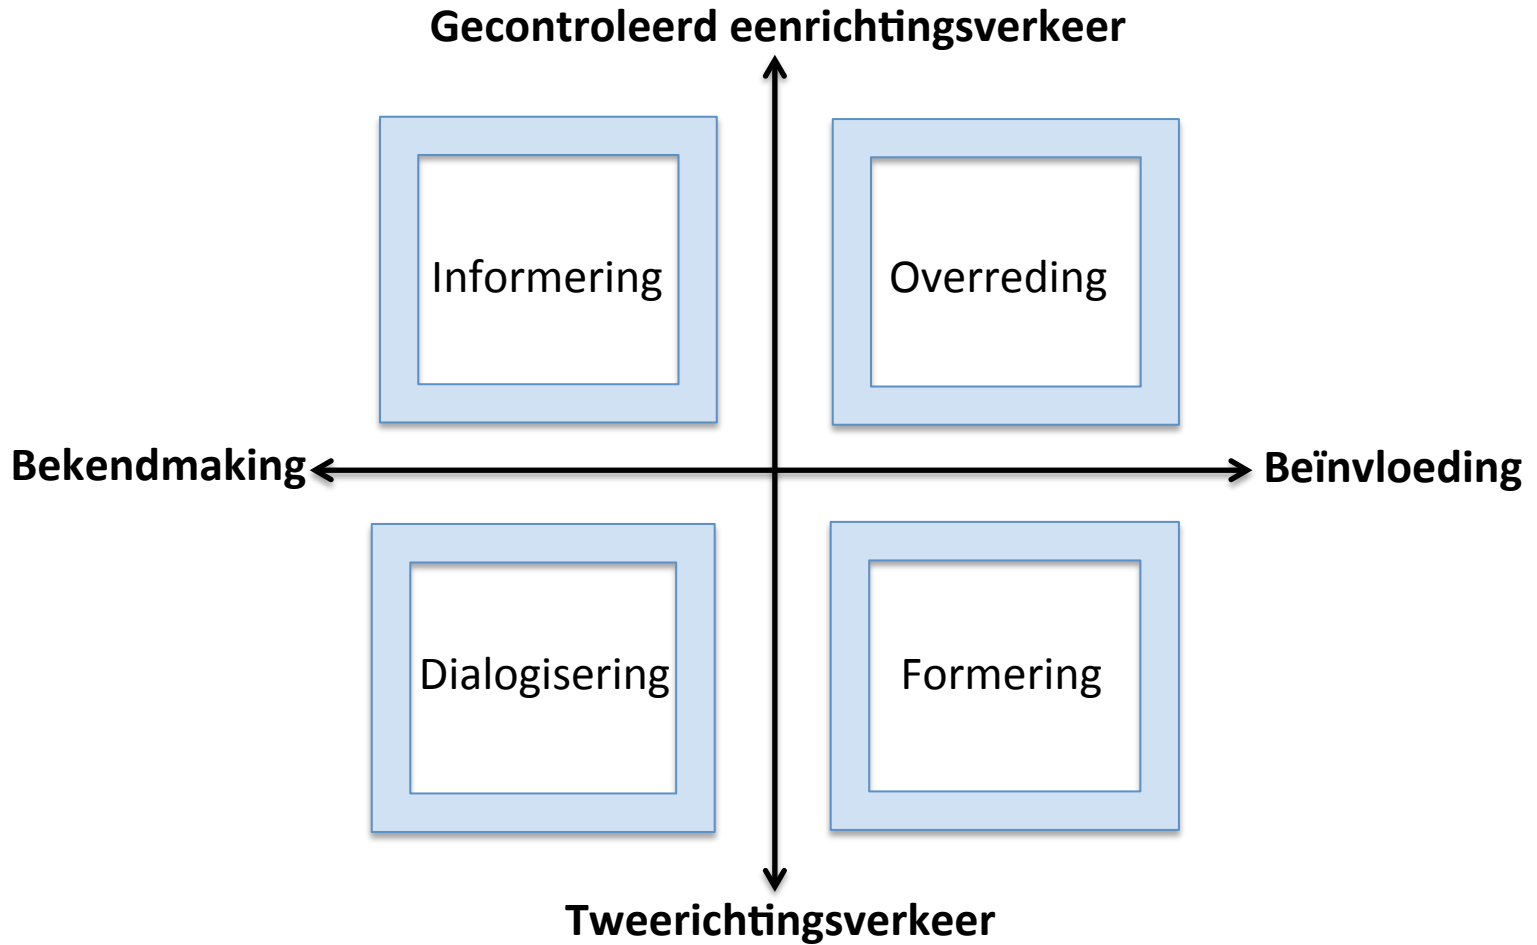 Gecontroleerd eenrichtingsverkeer
Informering
Overreding
Bekendmaking
Beïnvloeding
Dialogisering
Formering
Tweerichtingsverkeer